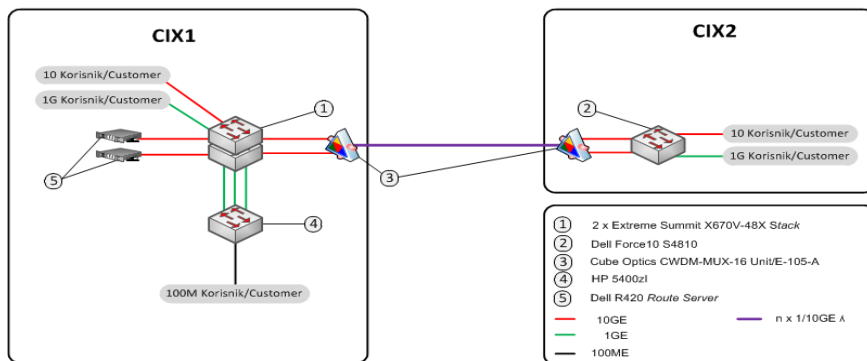 CIX1
10 Korisnik/Customer
1G Korisnik/Customer
1
5
3
4
100M Korisnik/Customer
CIX2
2
10 Korisnik/Customer
1G Korisnik/Customer
1 2 x Extreme Summit X670V-48X Stack
2 Dell Force10 S4810
3 Cube Optics CWDM-MUX-16 Unit/E-105-A
4 HP 5400zl
5 Dell R420 Route Server
10GE n x 1/10GE λ
1GE
100ME